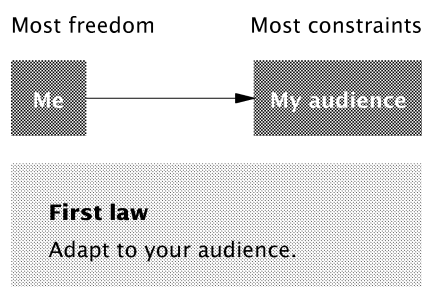 Most freedom
Most constraints
Me
My audience
First law
Adapt to your audience.